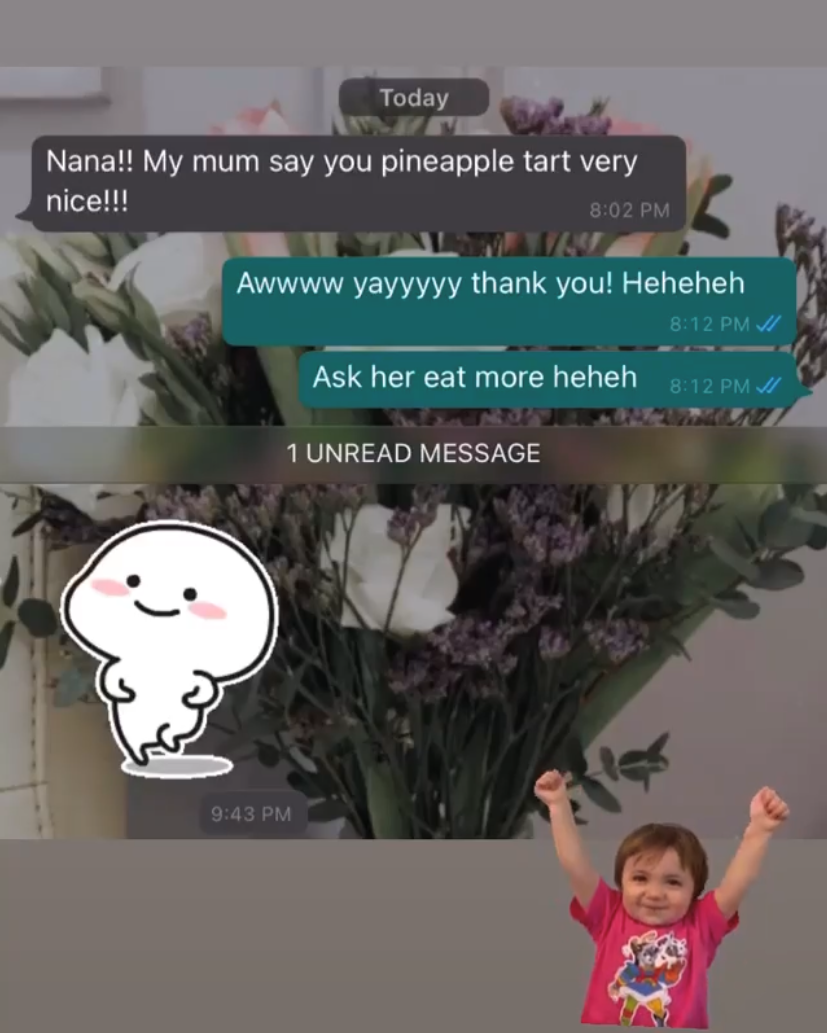 Today
Nana!! My mum say you pineapple tart very
nice!!!
8:02 PM
Awwww yayyyyy thank you! Heheheh
8:12 PM
Ask her eat more heheh
8:12 PM
1 UNREAD MESSAGE
9:43 PM